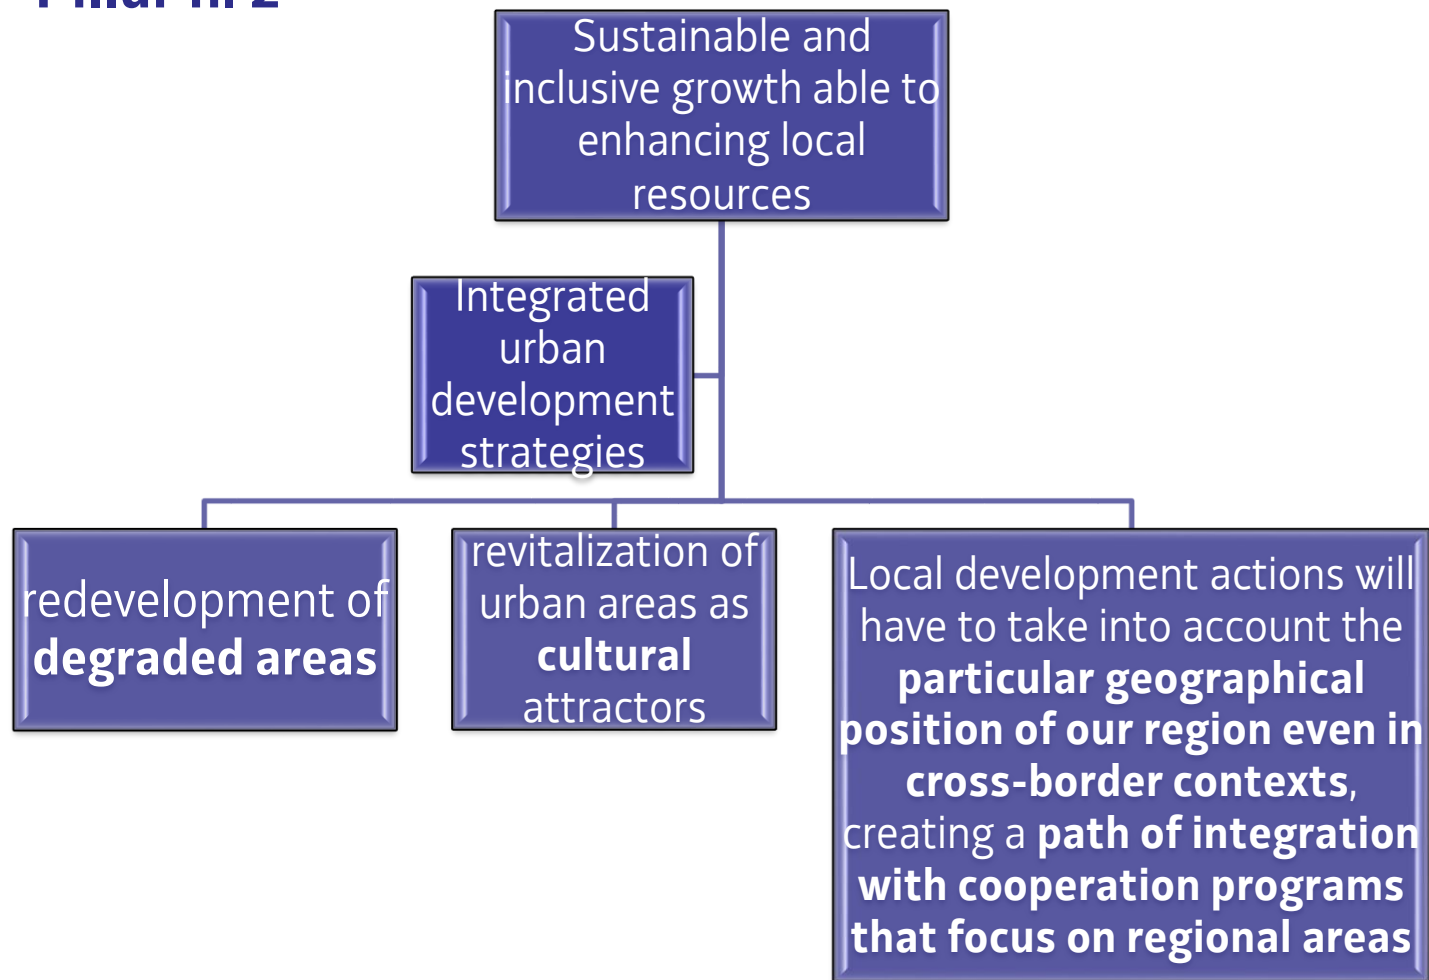 Pillar nr. 2
Sustainable and
inclusive growth able to
enhancing local
resources
Integrated
urban
development
strategies
redevelopment of
degraded areas
revitalization of
urban areas as
cultural
attractors
Local development actions will
have to take into account the
particular geographical
position of our region even in
cross-border contexts,
creating a path of integration
with cooperation programs
that focus on regional areas